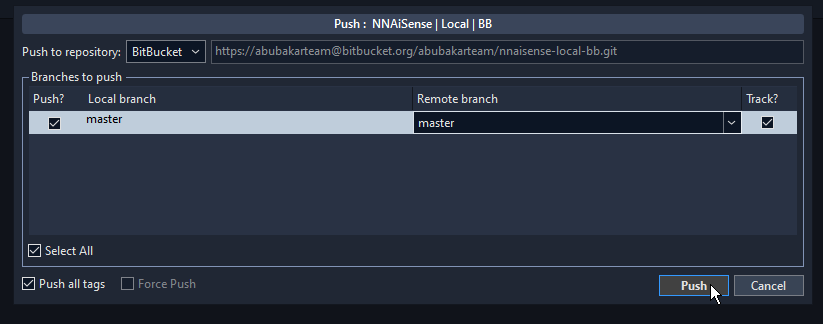 Push : NNAiSense | Local | BB
Push to repository: BitBucket https://abubakarteam@bitbucket.org/abubakarteam/nnaisense-local-bb.git
Branches to push
Push? Local branch Remote branch Track?
master master
Select All
Push all tags Force Push Push Cancel